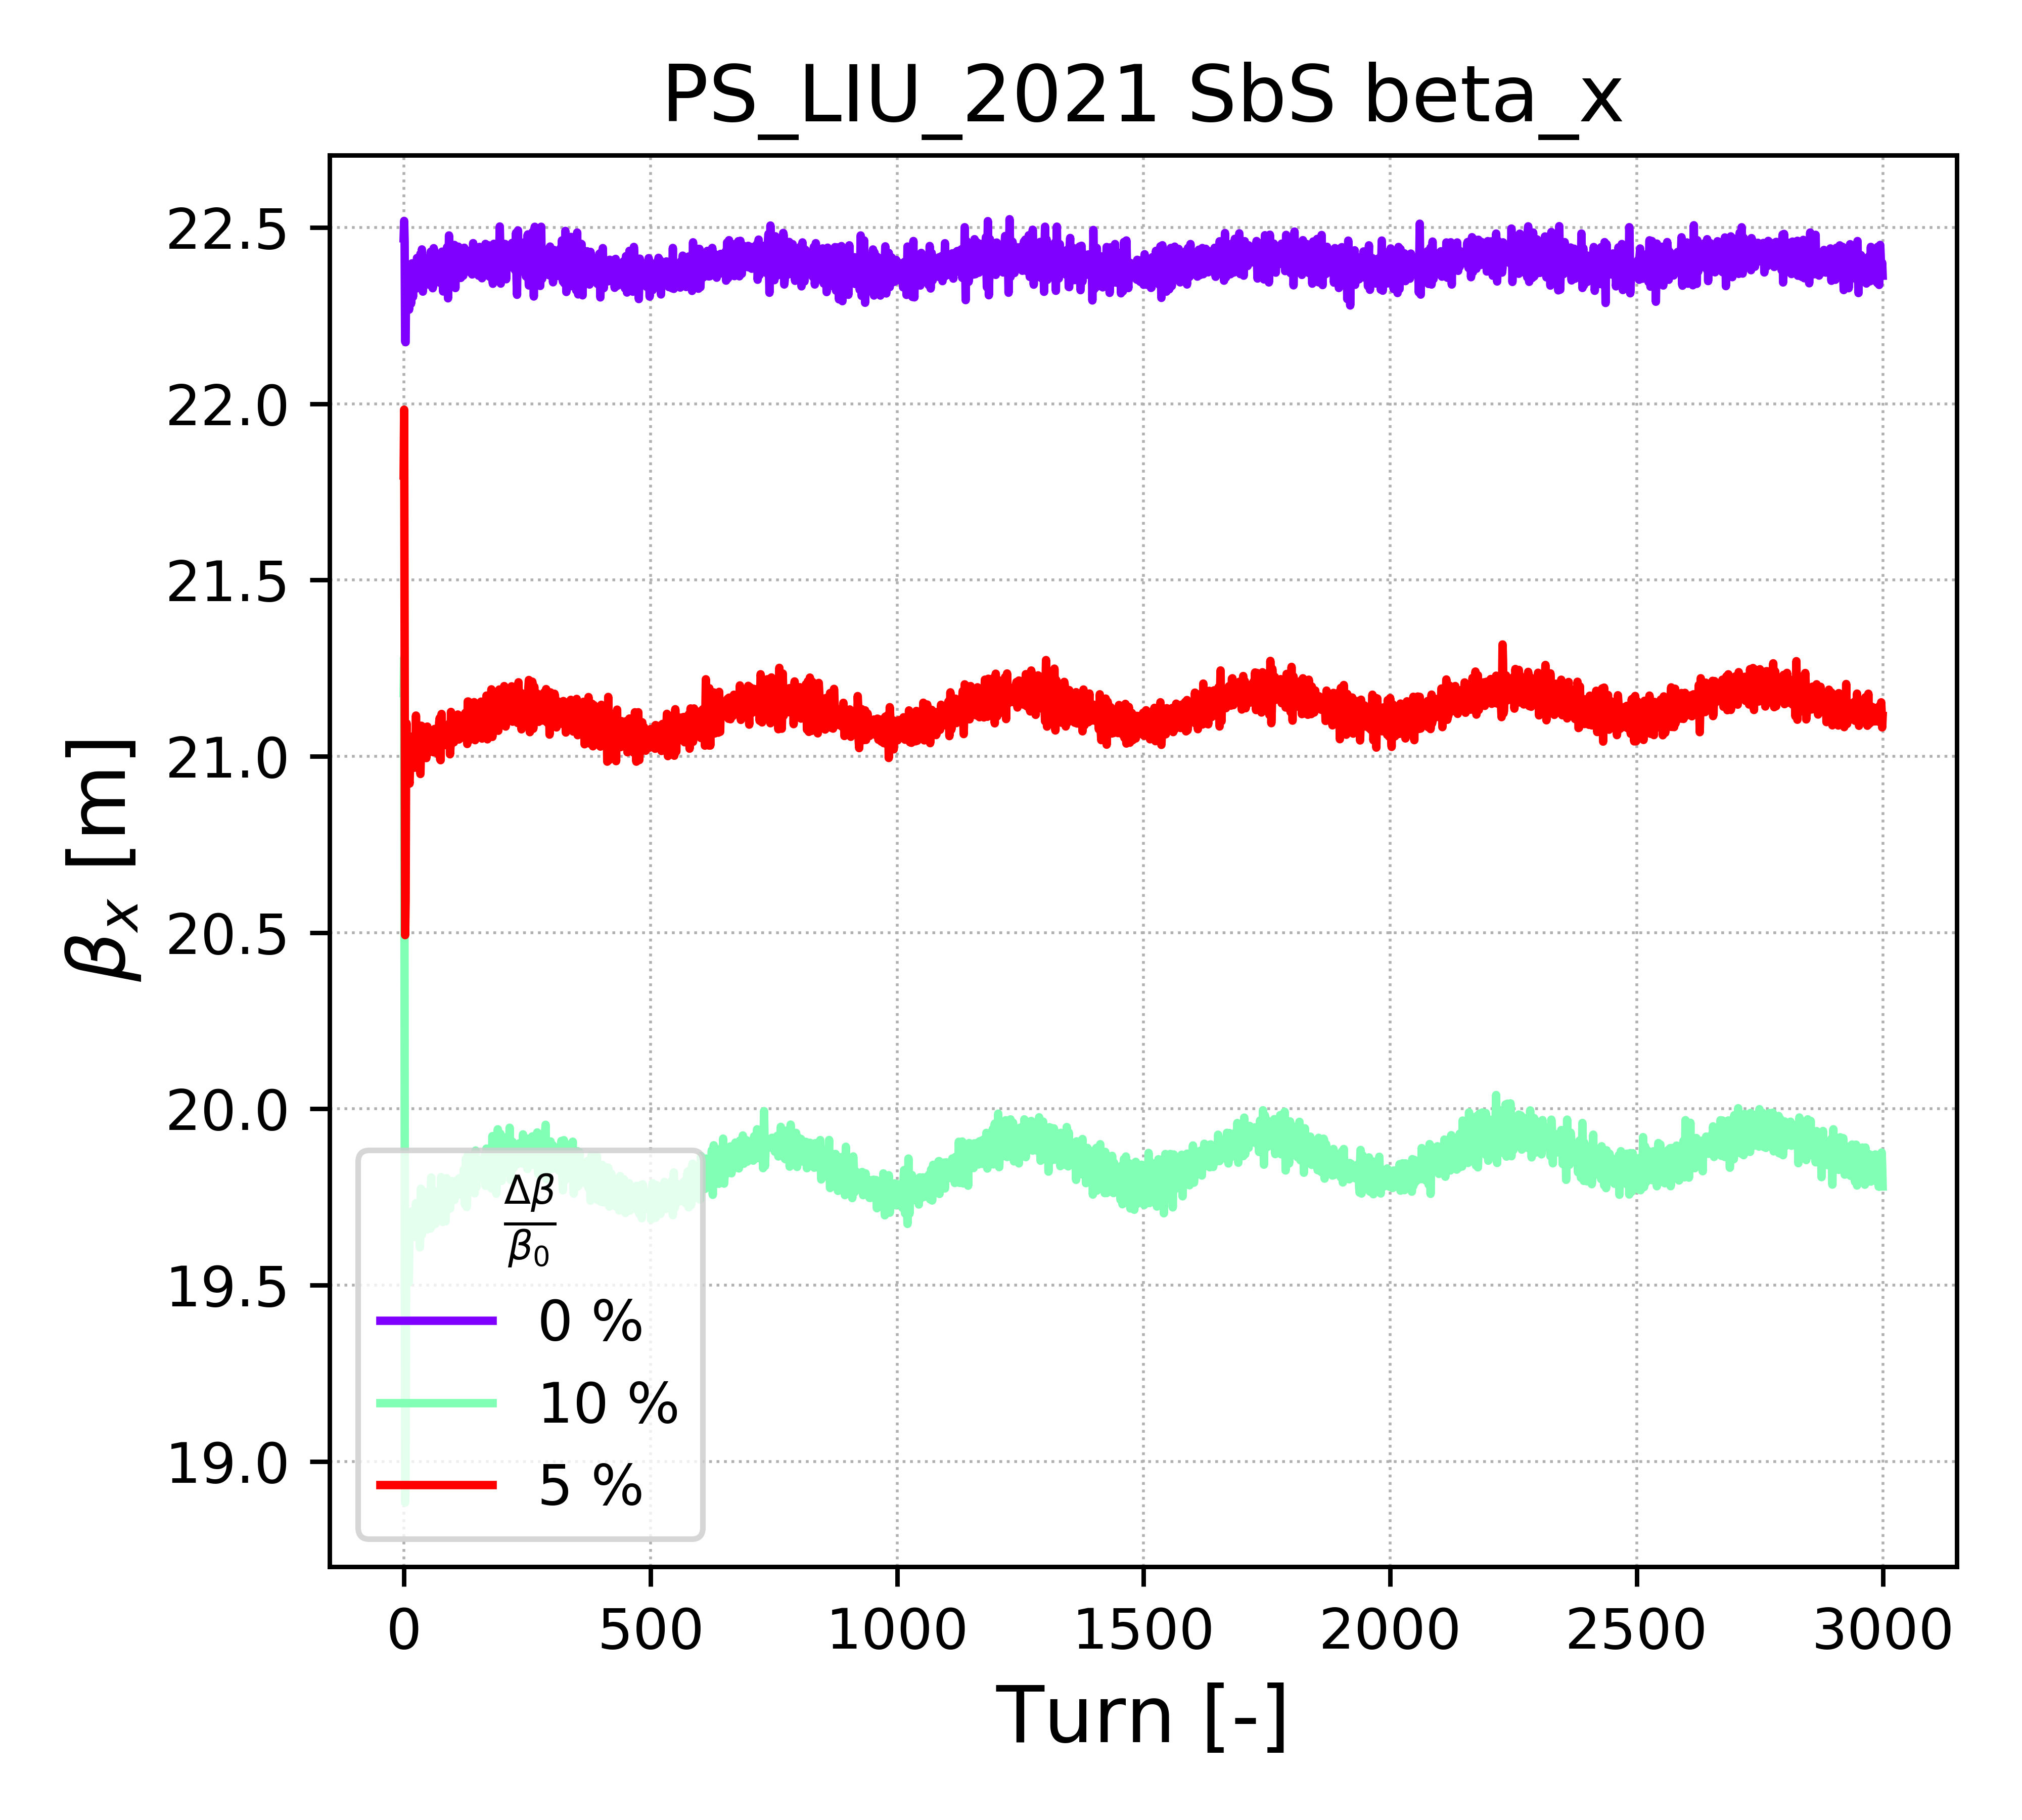 PS_LIU_2021 SbS beta_x
22.5
22.0
21.5
21.0
20.5
20.0
19.5
19.0
β_x [m]
Δβ
β_0
0 %
10 %
5 %
0 500 1000 1500 2000 2500 3000
Turn [-]